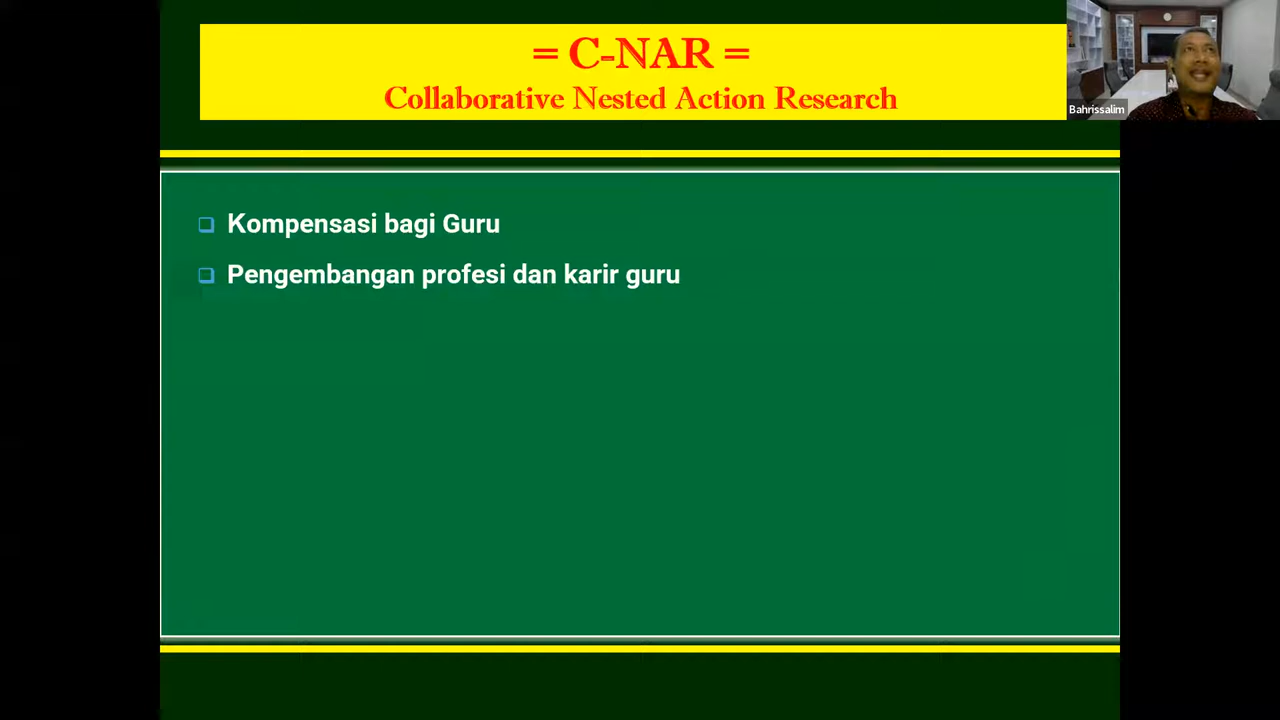 = C-NAR =
Collaborative Nested Action Research
Bahrissalim
Kompensasi bagi Guru
Pengembangan profesi dan karir guru